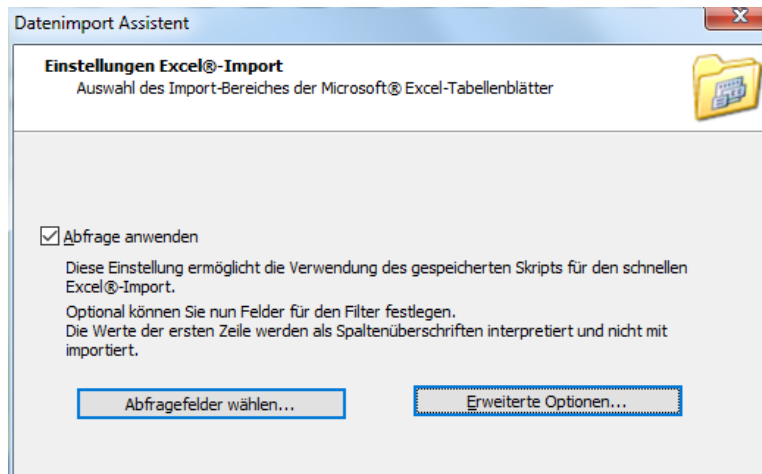 Datenimport Assistent
Einstellungen Excel®-Import
Auswahl des Import-Bereiches der Microsoft® Excel-Tabellenblätter
Abfrage anwenden
Diese Einstellung ermöglicht die Verwendung des gespeicherten Skripts für den schnellen
Excel®-Import.
Optional können Sie nun Felder für den Filter festlegen.
Die Werte der ersten Zeile werden als Spaltenüberschriften interpretiert und nicht mit
importiert.
Abfragefelder wählen... Erweiterte Optionen...